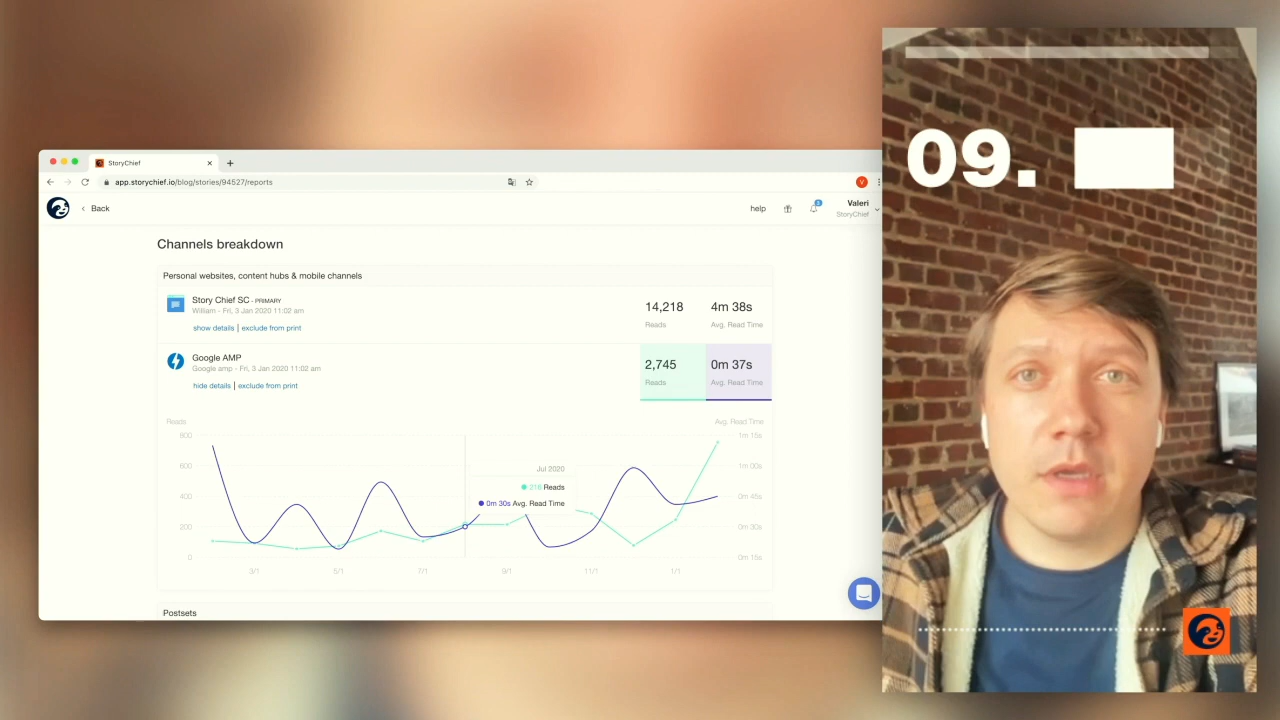 StoryChief
app.storychief.io/blog/stories/94527/reports
Back
help
3
Valeri
StoryChief
V
Channels breakdown
Personal websites, content hubs & mobile channels
Story Chief SC - PRIMARY
William - Fri, 3 Jan 2020 11:02 am
show details | exclude from print
14,218 4m 38s
Reads Avg. Read Time
Google AMP
Google amp - Fri, 3 Jan 2020 11:02 am
hide details | exclude from print
2,745 0m 37s
Reads Avg. Read Time
Reads Avg. Read Time
800 1m 15s
600 1m 00s
400 0m 45s
200 0m 30s
0 0m 15s
Jul 2020
218 Reads
0m 30s Avg. Read Time
3/1 5/1 7/1 9/1 11/1 1/1
Postsets
09.